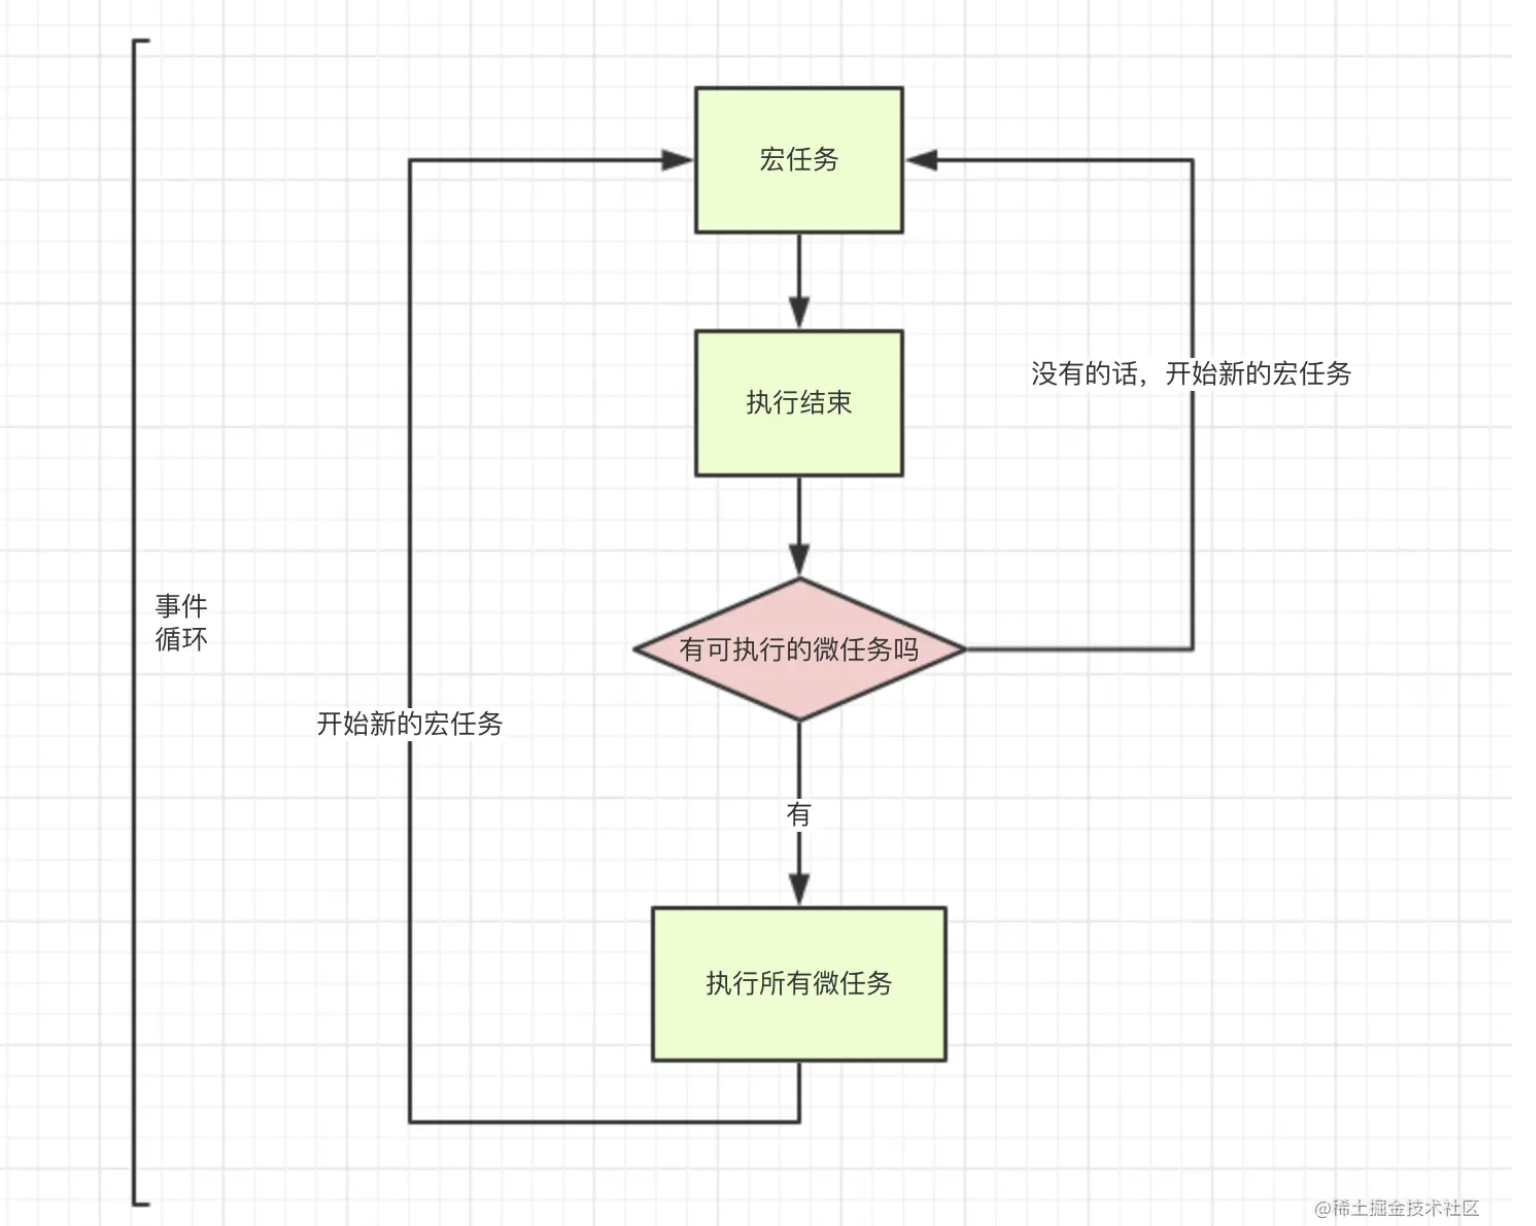 宏任务
执行结束
没有的话，开始新的宏任务
事件
循环
有可执行的微任务吗
开始新的宏任务
有
执行所有微任务
@稀土掘金技术社区